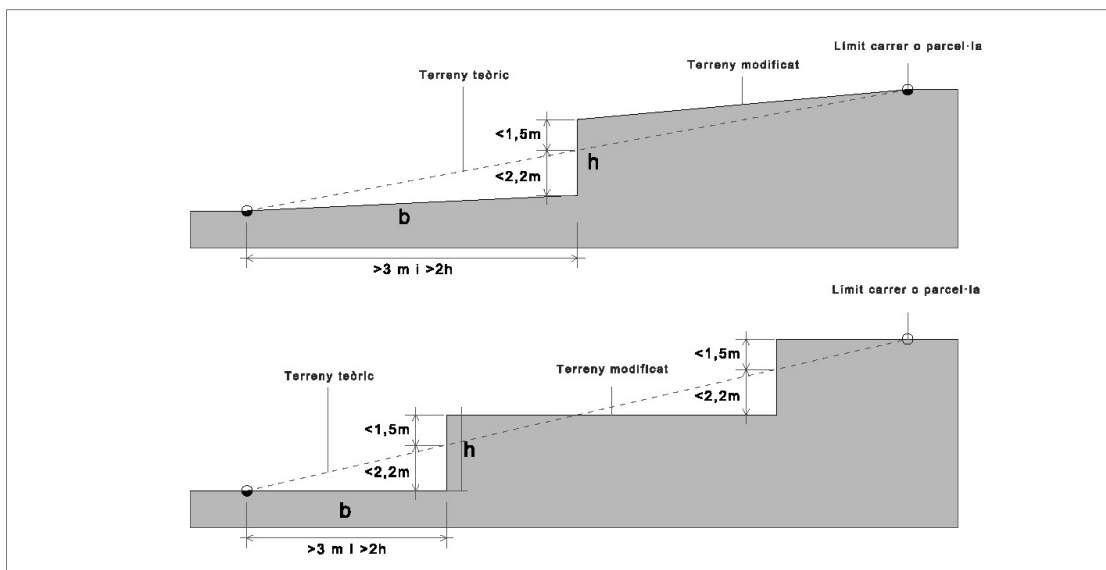 Límit carrer o parcel·la
Terreny modificat
Terreny teòric
<1,5m
h
<2,2m
b
>3 m i >2h
Límit carrer o parcel·la
<1,5m
Terreny modificat
Terreny teòric
<2,2m
<1,5m
h
<2,2m
b
>3 m i >2h